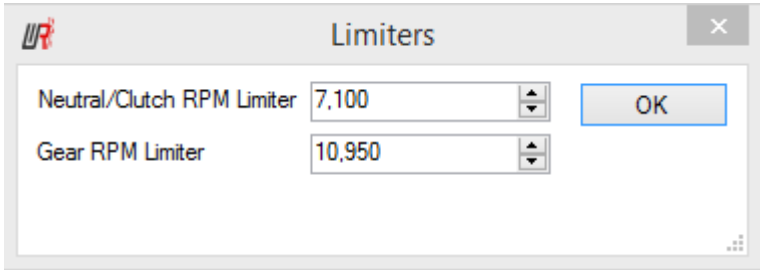 Limiters
Neutral/Clutch RPM Limiter 7,100 OK
Gear RPM Limiter 10,950